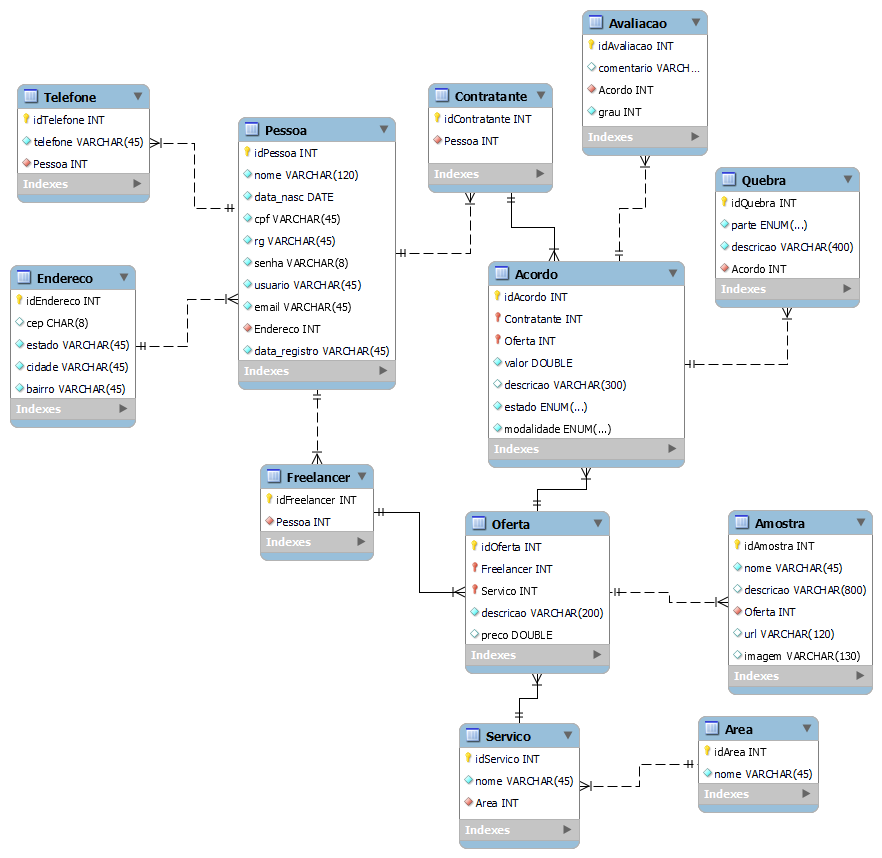 Avaliacao
idAvaliacao INT
comentario VARCH...
Acordo INT
grau INT
Indexes
Telefone
idTelefone INT
telefone VARCHAR(45)
Pessoa INT
Indexes
Contratante
idContratante INT
Pessoa INT
Indexes
Pessoa
idPessoa INT
nome VARCHAR(120)
data_nasc DATE
cpf VARCHAR(45)
rg VARCHAR(45)
senha VARCHAR(8)
usuario VARCHAR(45)
email VARCHAR(45)
Endereco INT
data_registro VARCHAR(45)
Indexes
Quebra
idQuebra INT
parte ENUM(...)
descricao VARCHAR(400)
Acordo INT
Indexes
Endereco
idEndereco INT
cep CHAR(8)
estado VARCHAR(45)
cidade VARCHAR(45)
bairro VARCHAR(45)
Indexes
Acordo
idAcordo INT
Contratante INT
Oferta INT
valor DOUBLE
descricao VARCHAR(300)
estado ENUM(...)
modalidade ENUM(...)
Indexes
Freelancer
idFreelancer INT
Pessoa INT
Indexes
Oferta
idOferta INT
Freelancer INT
Servico INT
descricao VARCHAR(200)
preco DOUBLE
Indexes
Amostra
idAmostra INT
nome VARCHAR(45)
descricao VARCHAR(800)
Oferta INT
url VARCHAR(120)
imagem VARCHAR(130)
Indexes
Servico
idServico INT
nome VARCHAR(45)
Area INT
Indexes
Area
idArea INT
nome VARCHAR(45)
Indexes